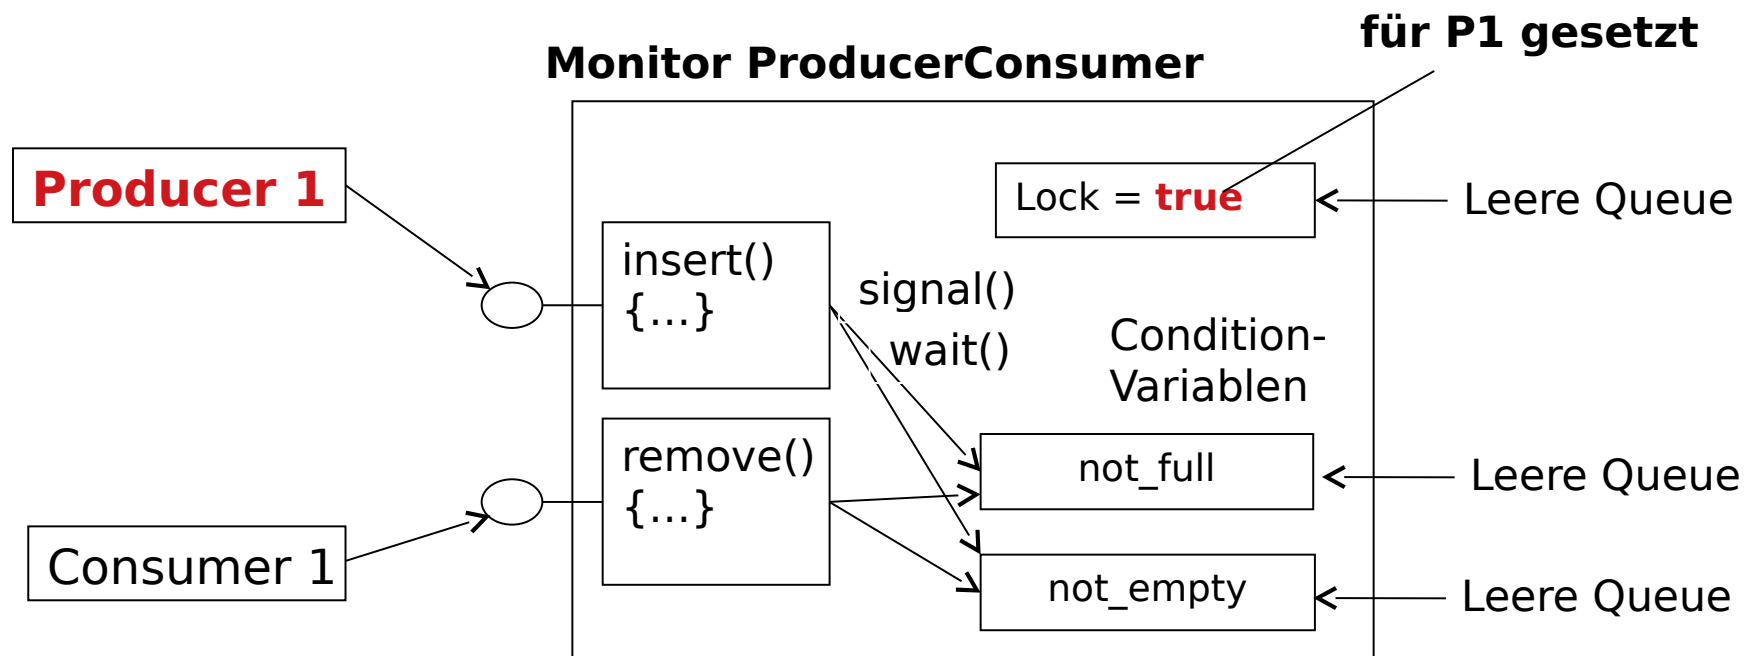 für P1 gesetzt
Monitor ProducerConsumer
Producer 1
Lock = true
Leere Queue
insert()
{...}
signal()
wait()
Condition-
Variablen
remove()
{...}
not_full
Leere Queue
Consumer 1
not_empty
Leere Queue